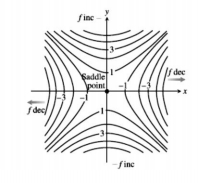 f inc
y
3
1
Saddle
point
f dec
-3
-1
-1
-3
x
f dec
1
3
-f inc